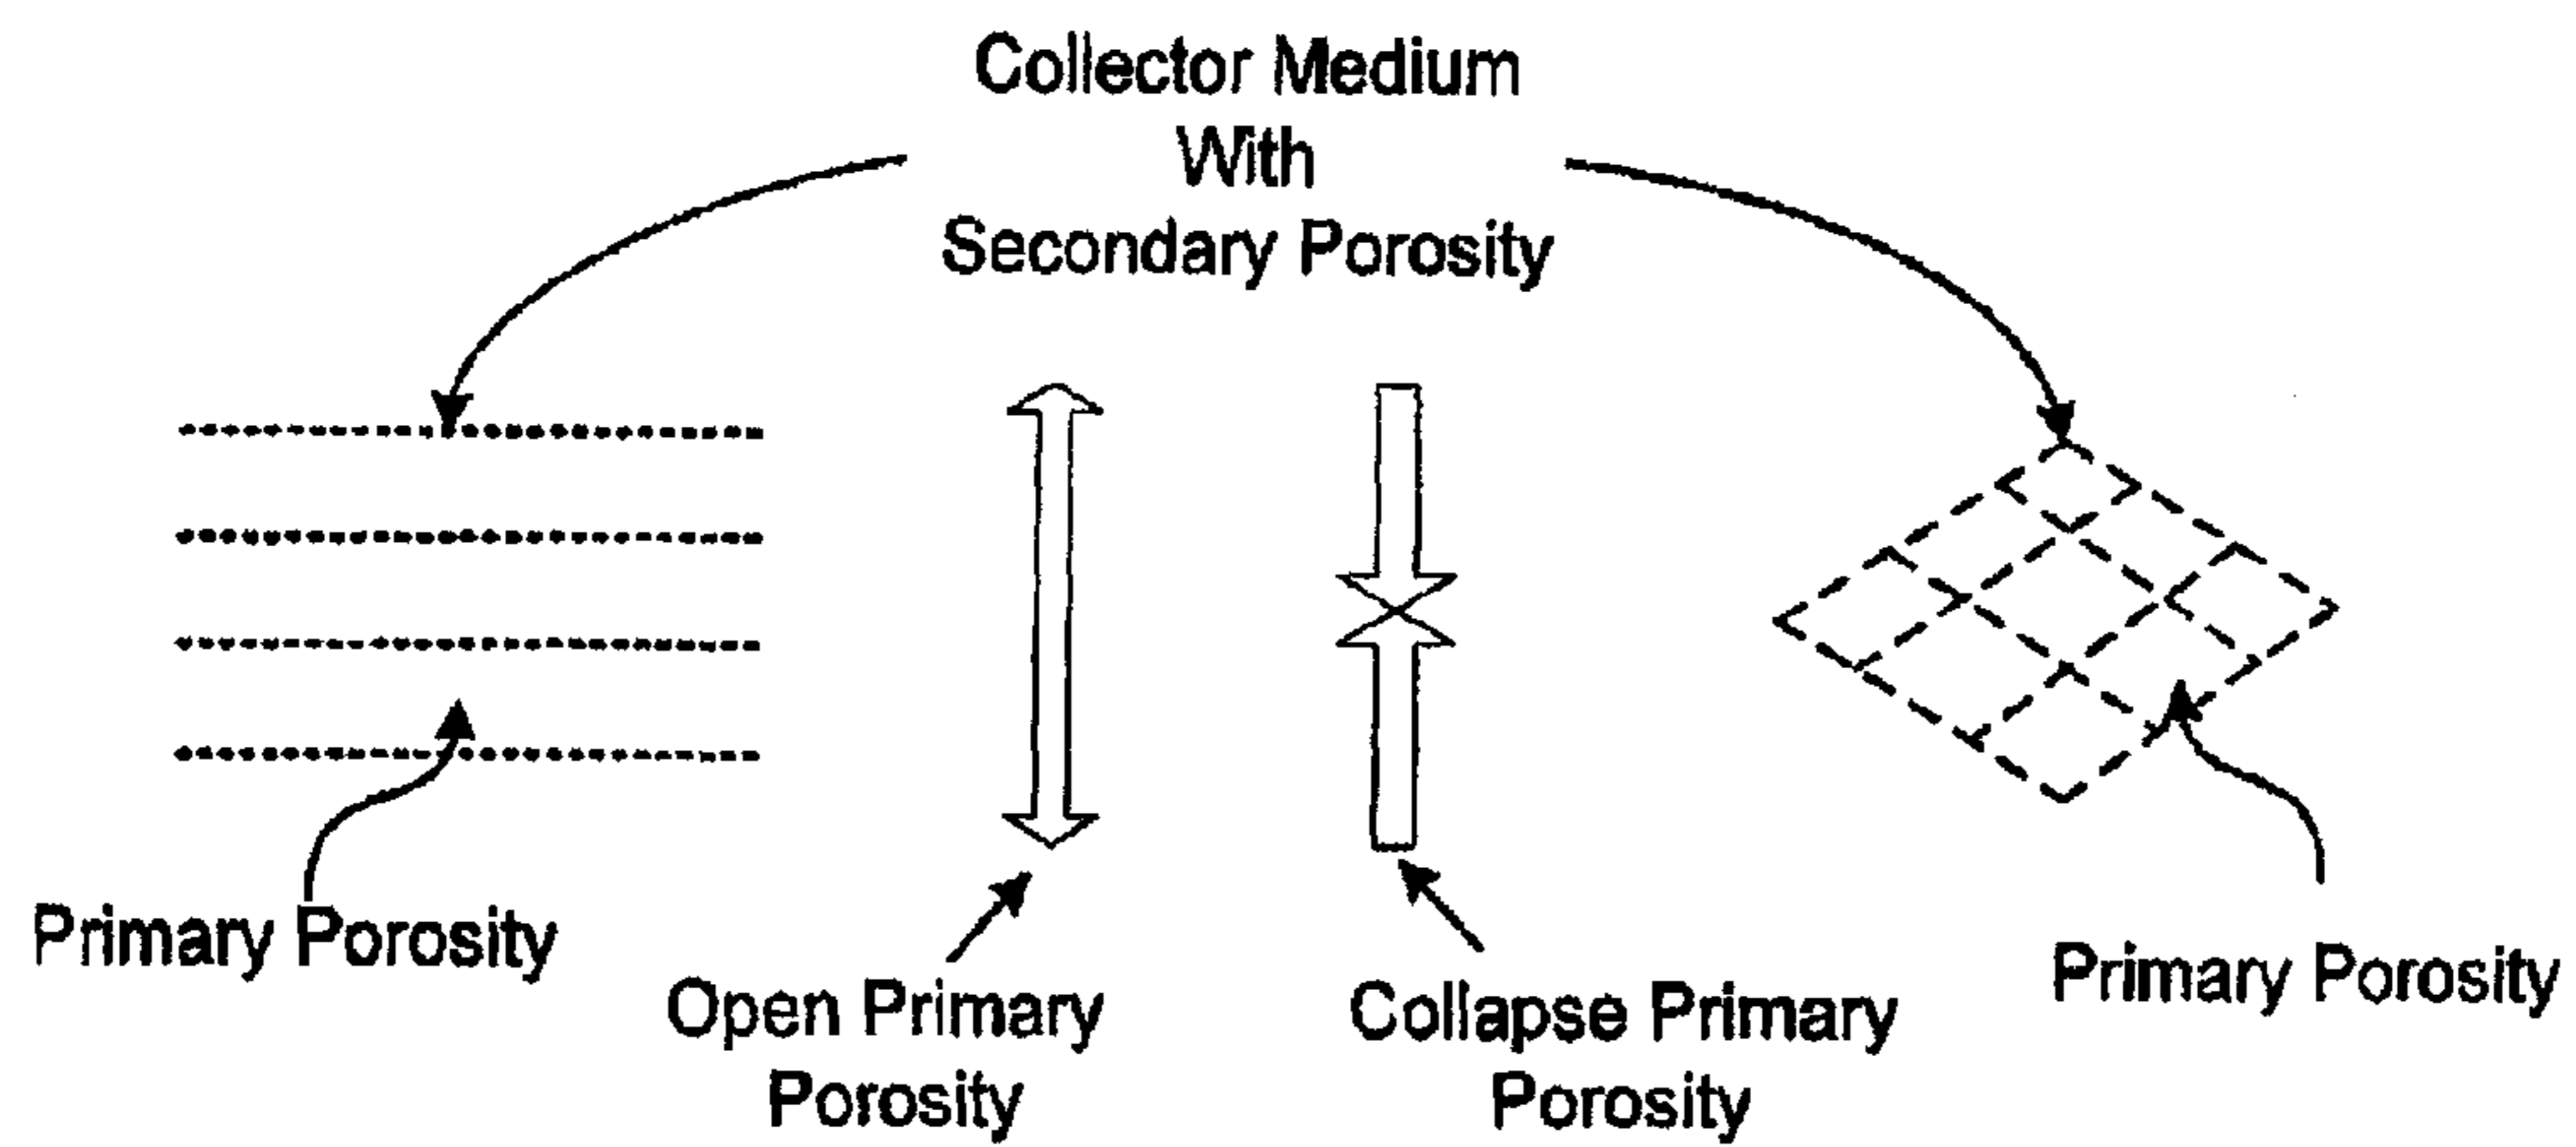 Collector Medium
With
Secondary Porosity
Primary Porosity
Open Primary
Porosity
Collapse Primary
Porosity
Primary Porosity